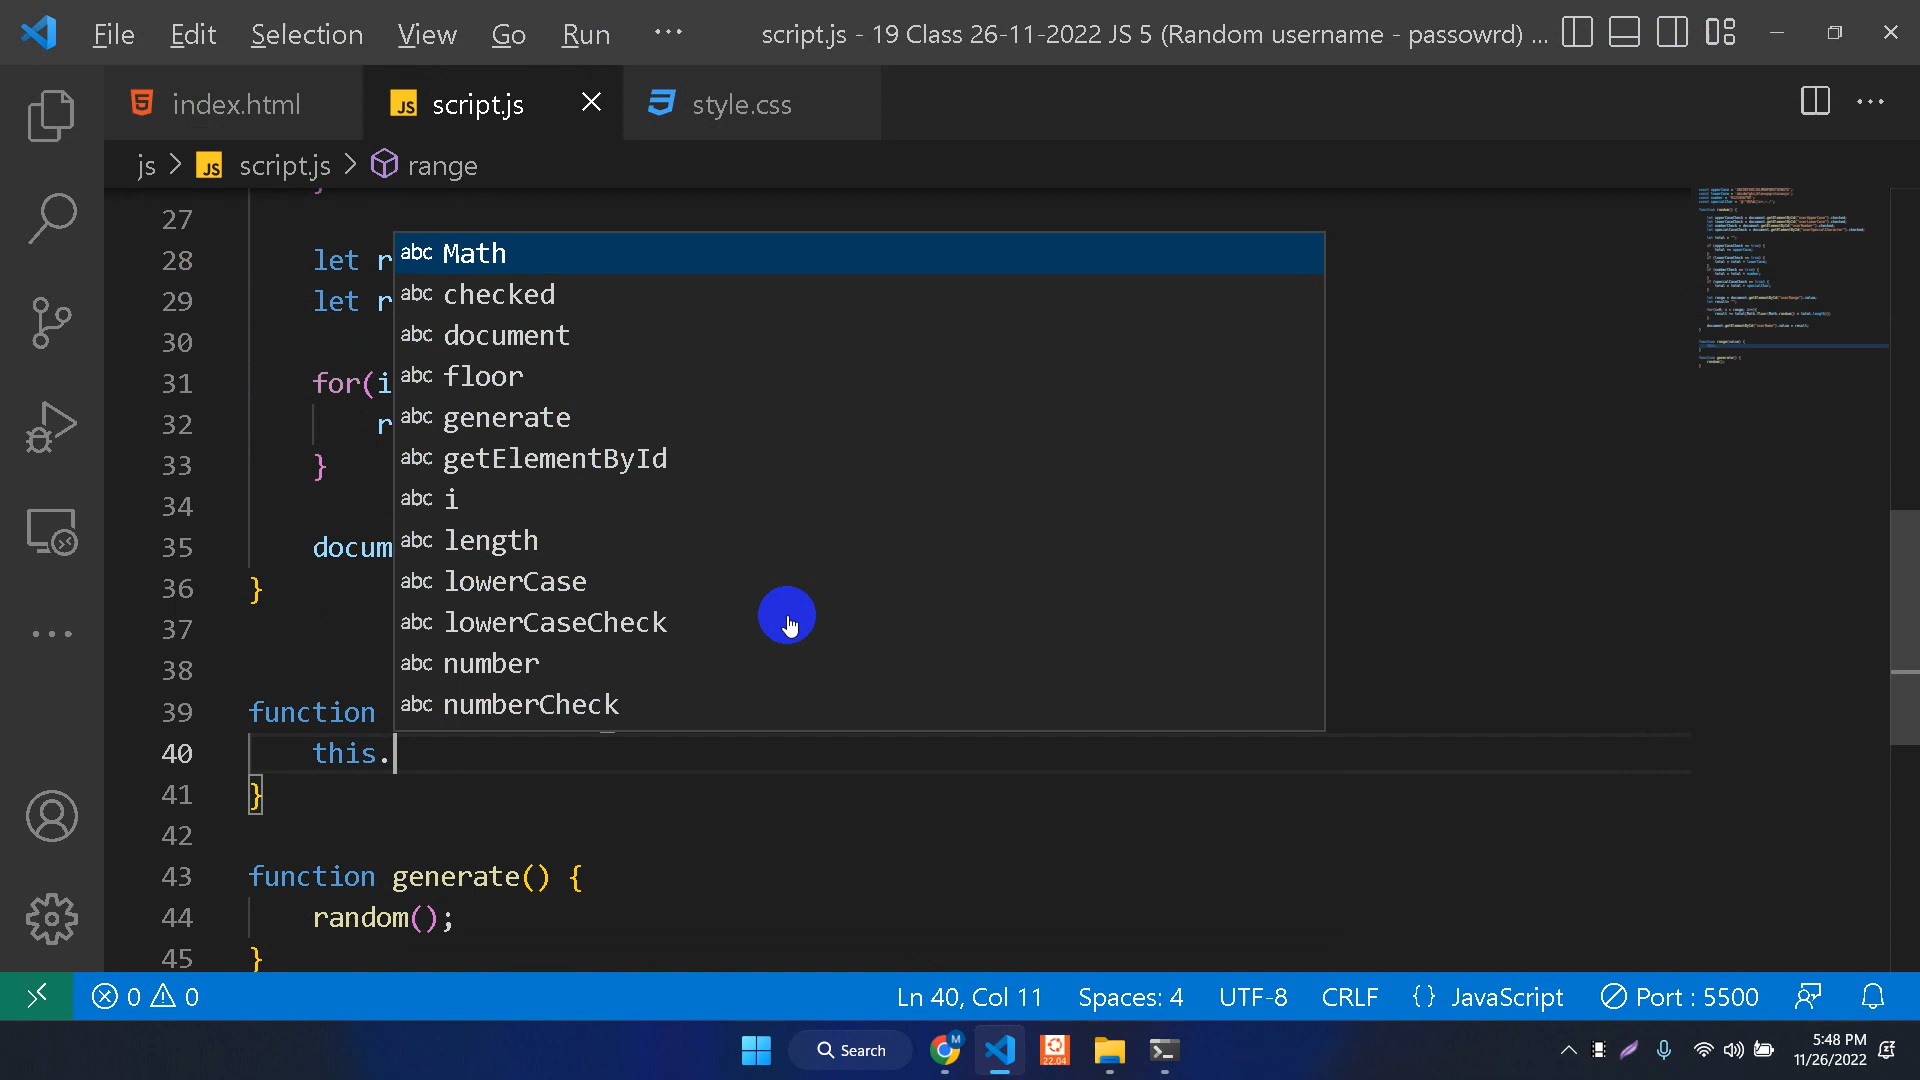 File Edit Selection View Go Run ··· script.js - 19 Class 26-11-2022 JS 5 (Random username - passowrd) ...
index.html JS script.js style.css
js > JS script.js > range
27
28 let r
29 let r
30
31 for(i
32 r
33 }
34
35 docum
36 }
37
38
39 function
40 this.
41 }
42
43 function generate() {
44 random();
45 }
abc Math
abc checked
abc document
abc floor
abc generate
abc getElementById
abc i
abc length
abc lowerCase
abc lowerCaseCheck
abc number
abc numberCheck
0 0 Ln 40, Col 11 Spaces: 4 UTF-8 CRLF {} JavaScript Port : 5500
Search M 22.04 5:48 PM
11/26/2022